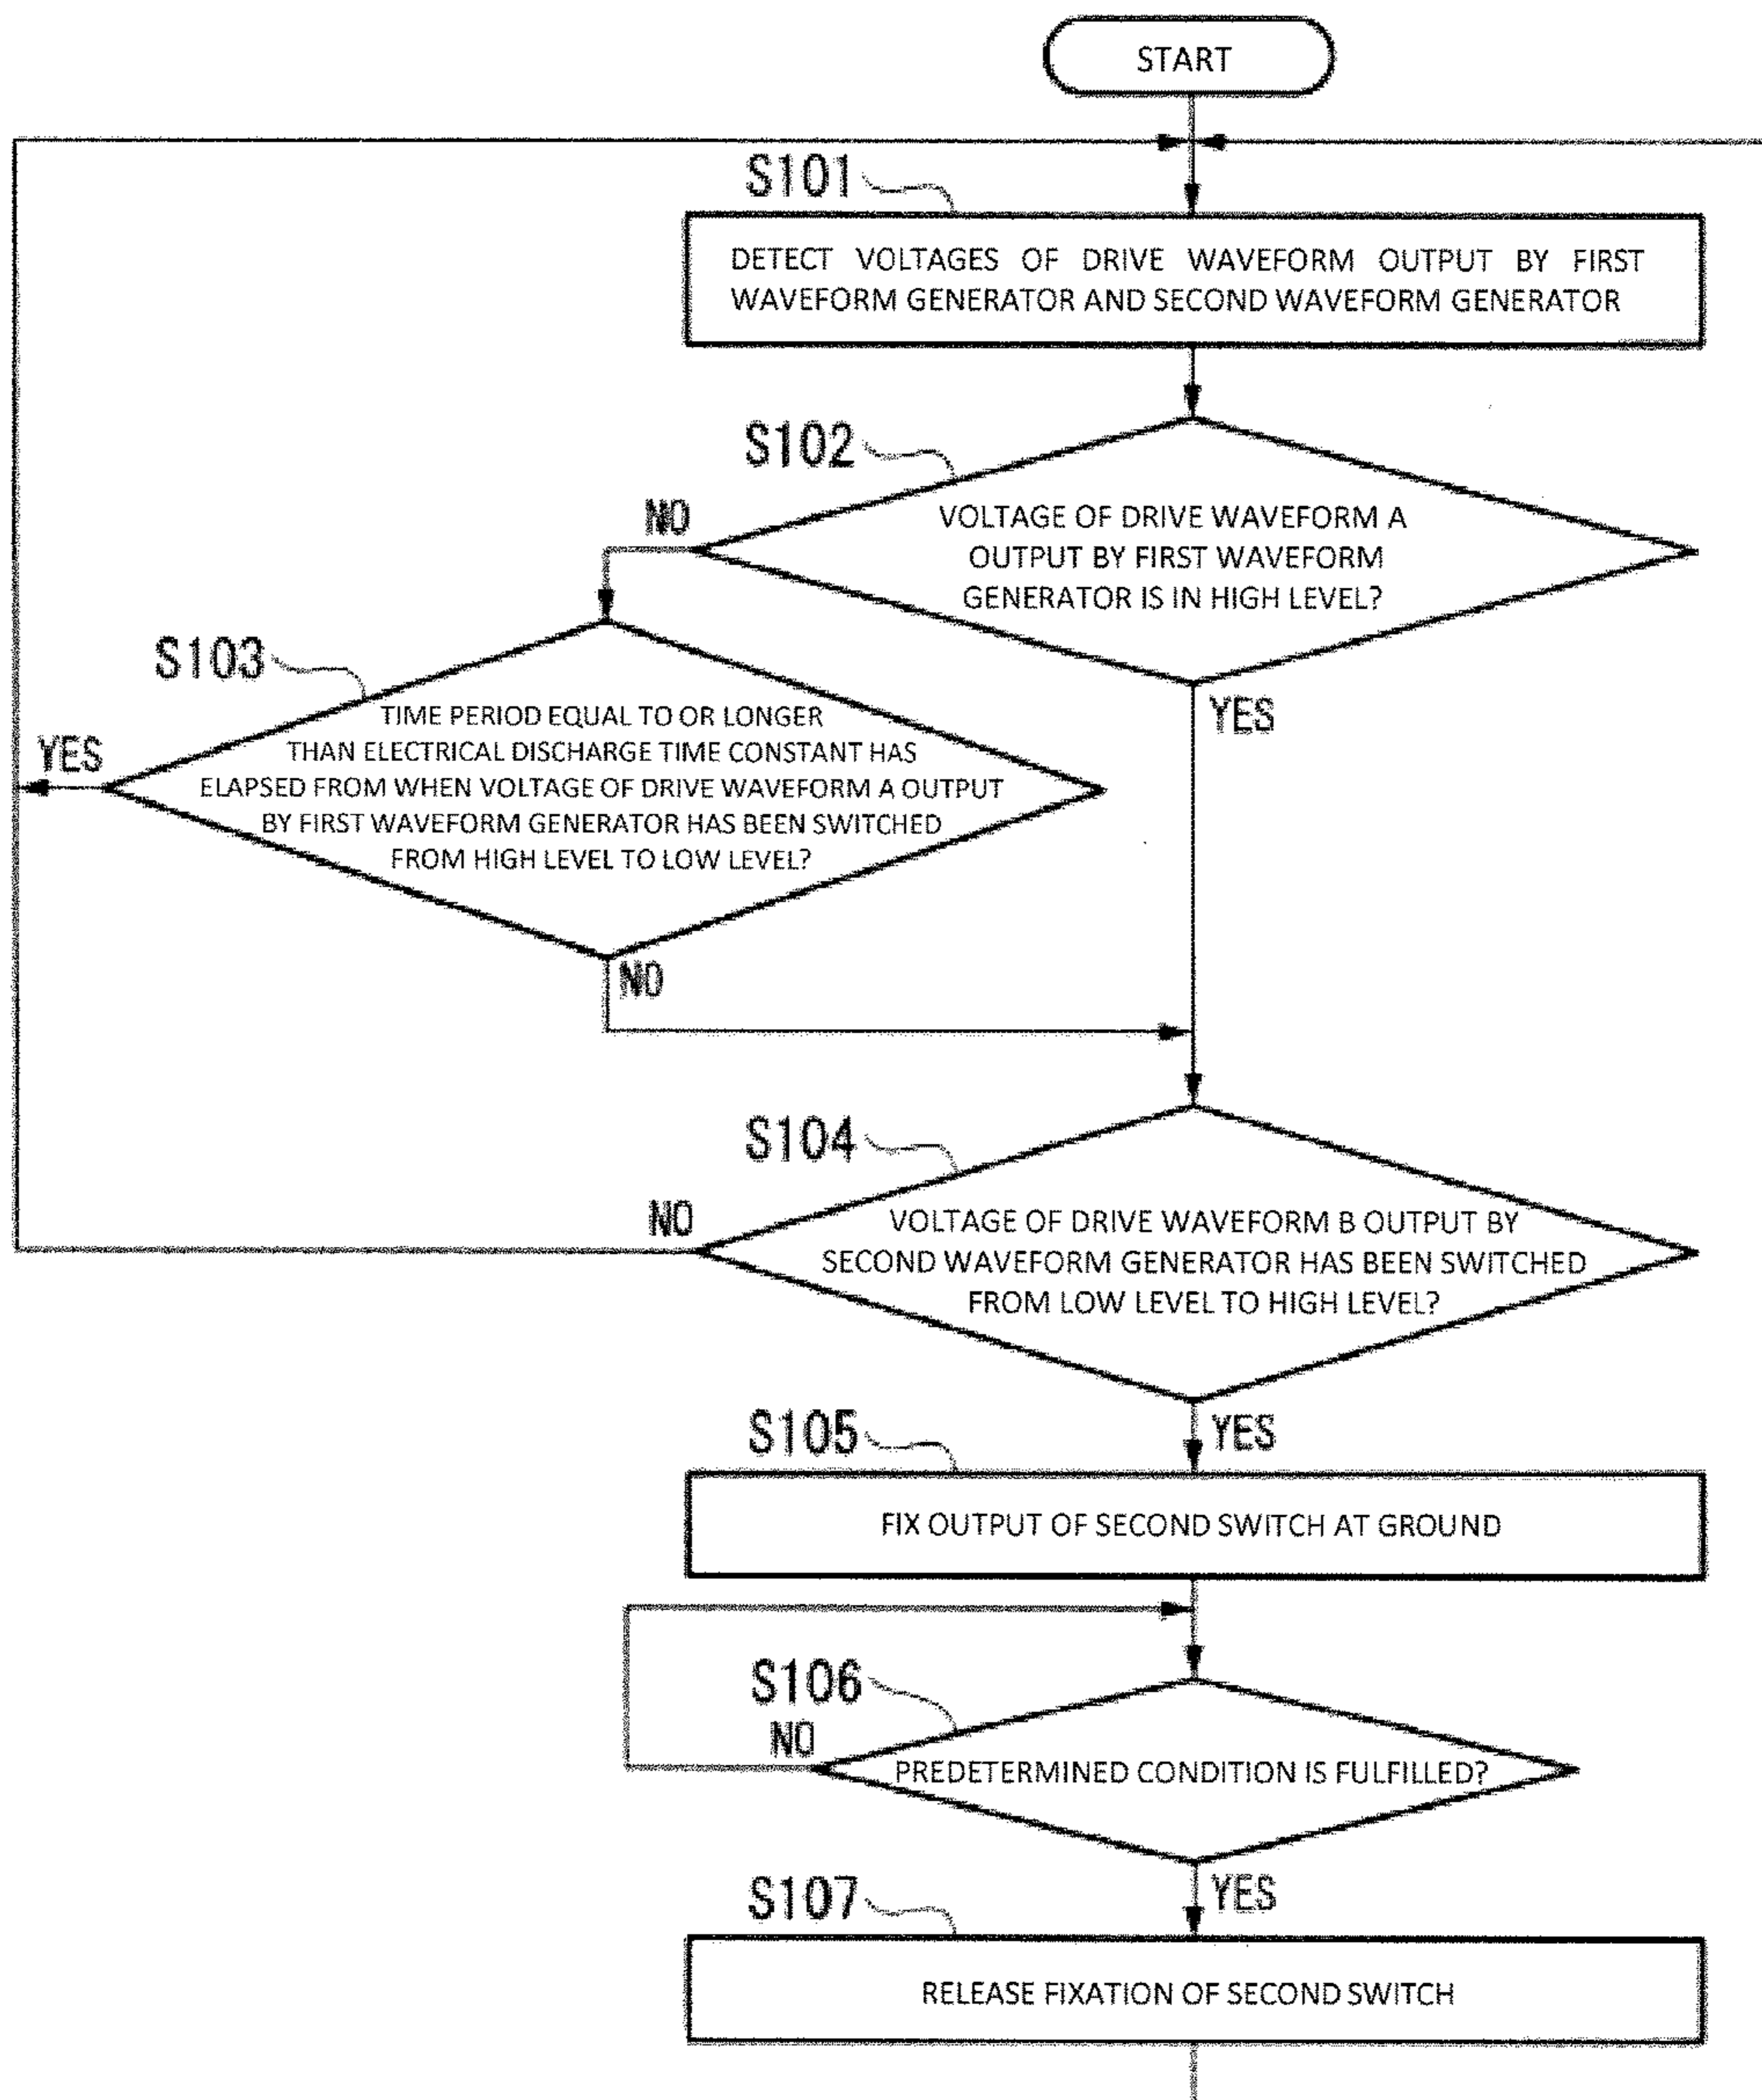 START
S101
DETECT VOLTAGES OF DRIVE WAVEFORM OUTPUT BY FIRST
WAVEFORM GENERATOR AND SECOND WAVEFORM GENERATOR
S102
NO
VOLTAGE OF DRIVE WAVEFORM A
OUTPUT BY FIRST WAVEFORM
GENERATOR IS IN HIGH LEVEL?
YES
S103
YES
TIME PERIOD EQUAL TO OR LONGER
THAN ELECTRICAL DISCHARGE TIME CONSTANT HAS
ELAPSED FROM WHEN VOLTAGE OF DRIVE WAVEFORM A OUTPUT
BY FIRST WAVEFORM GENERATOR HAS BEEN SWITCHED
FROM HIGH LEVEL TO LOW LEVEL?
NO
S104
NO
VOLTAGE OF DRIVE WAVEFORM B OUTPUT BY
SECOND WAVEFORM GENERATOR HAS BEEN SWITCHED
FROM LOW LEVEL TO HIGH LEVEL?
YES
S105
FIX OUTPUT OF SECOND SWITCH AT GROUND
S106
NO
PREDETERMINED CONDITION IS FULFILLED?
YES
S107
RELEASE FIXATION OF SECOND SWITCH